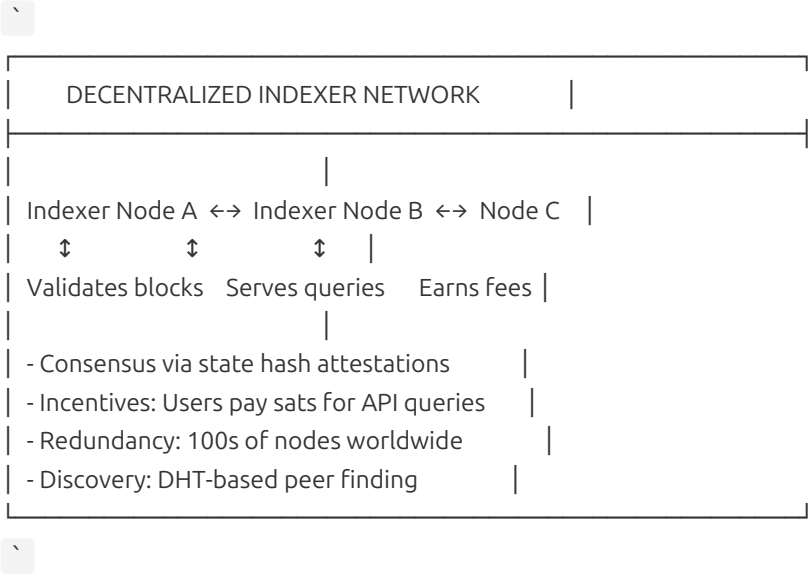 `
DECENTRALIZED INDEXER NETWORK
Indexer Node A ↔ Indexer Node B ↔ Node C
↕ ↕ ↕
Validates blocks Serves queries Earns fees
- Consensus via state hash attestations
- Incentives: Users pay sats for API queries
- Redundancy: 100s of nodes worldwide
- Discovery: DHT-based peer finding
`